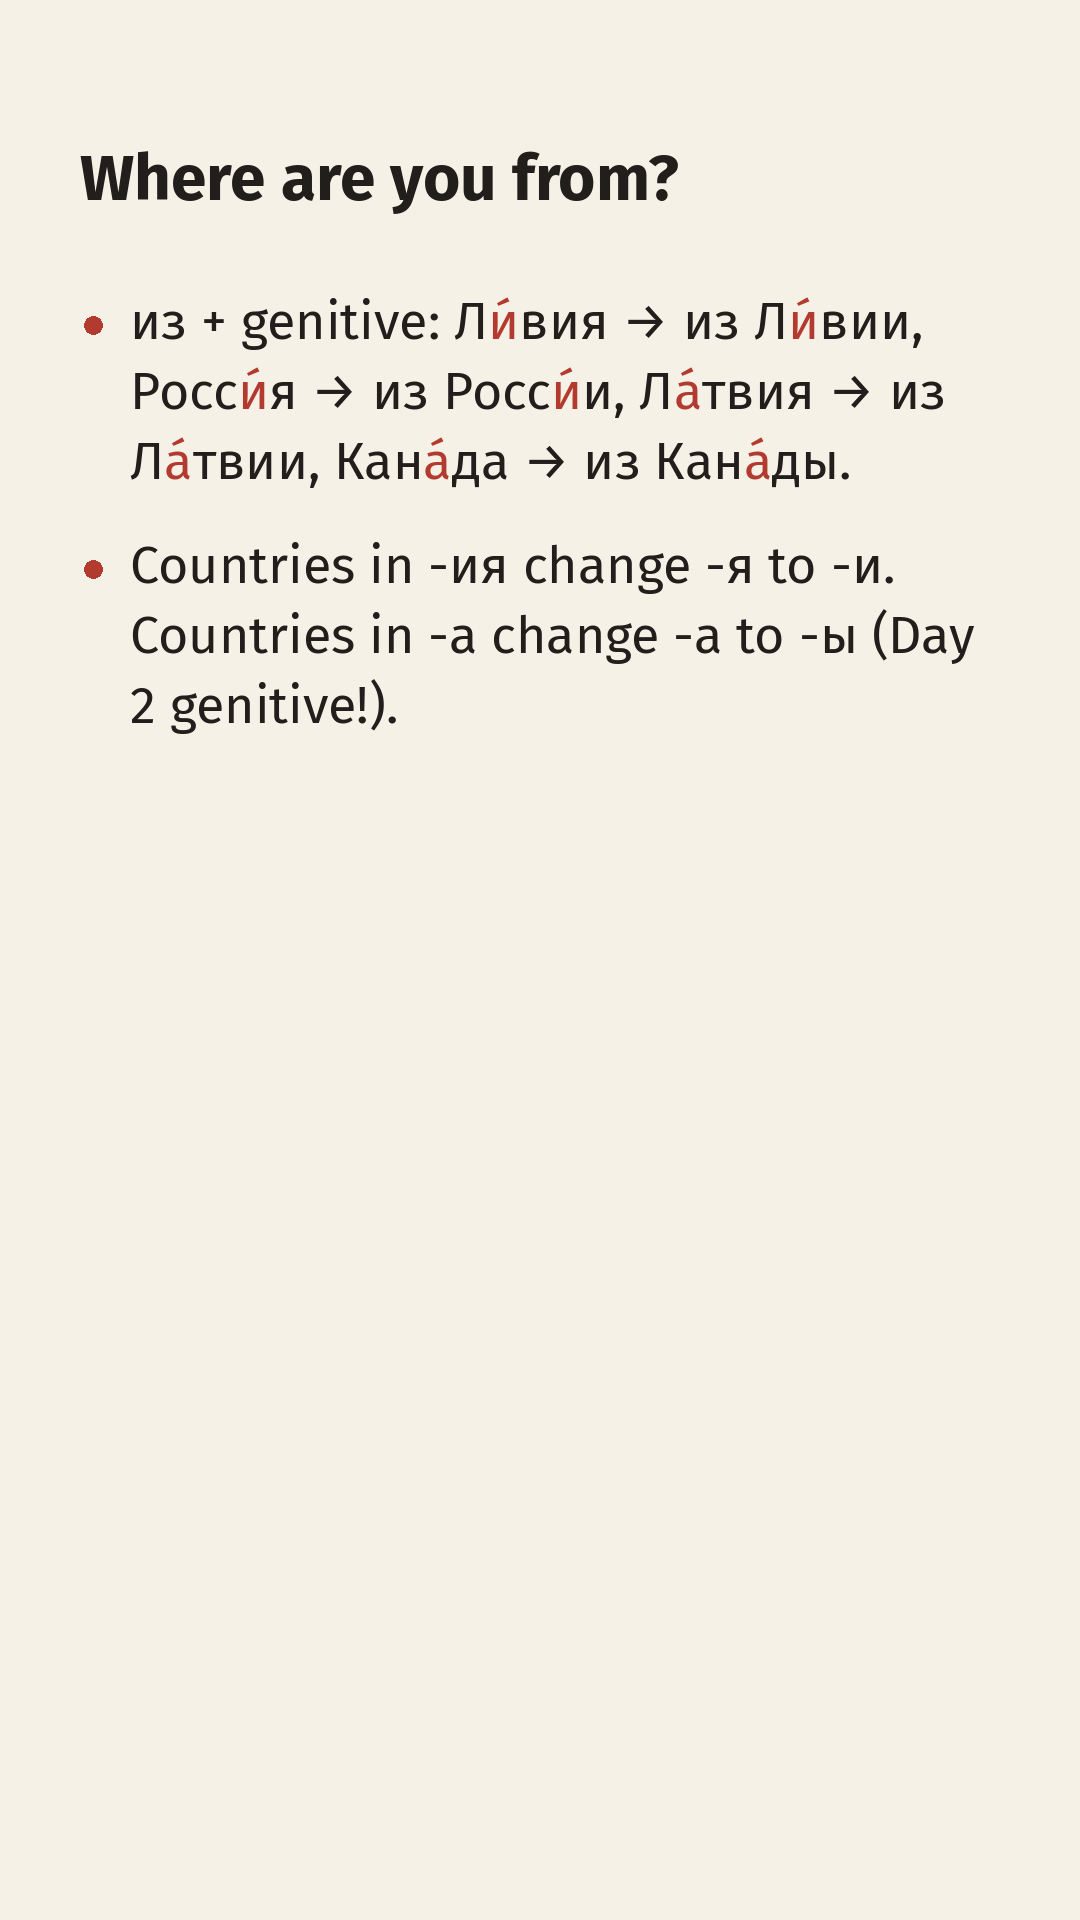 Where are you from?
из + genitive: Ли́вия → из Ли́вии,
Росси́я → из Росси́и, Ла́твия → из
Ла́твии, Кана́да → из Кана́ды.
Countries in -ия change -я to -и.
Countries in -а change -а to -ы (Day
2 genitive!).